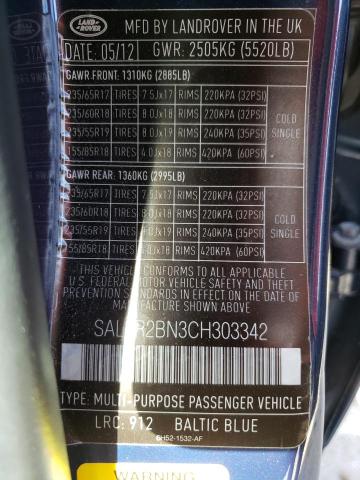 LAND ROVER
MFD BY LANDROVER IN THE UK
DATE: 05/12 GWR: 2505KG (5520LB)
GAWR FRONT: 1310KG (2885LB)
235/65R17 TIRES 7.5Jx17 RIMS 220KPA (32PSI)
235/60R18 TIRES 8.0Jx18 RIMS 220KPA (32PSI) COLD
235/55R19 TIRES 8.0Jx19 RIMS 240KPA (35PSI) SINGLE
155/85R18 TIRES 4.0Jx18 RIMS 420KPA (60PSI)
GAWR REAR: 1360KG (2995LB)
235/65R17 TIRES 7.5Jx17 RIMS 220KPA (32PSI)
235/60R18 TIRES 8.0Jx18 RIMS 220KPA (32PSI) COLD
235/55R19 TIRES 8.0Jx19 RIMS 240KPA (35PSI) SINGLE
155/85R18 TIRES 4.0Jx18 RIMS 420KPA (60PSI)
THIS VEHICLE CONFORMS TO ALL APPLICABLE
U.S. FEDERAL MOTOR VEHICLE SAFETY AND THEFT
PREVENTION STANDARDS IN EFFECT ON THE DATE OF
MANUFACTURE SHOWN ABOVE
2BN3CH303342
TYPE: MULTI-PURPOSE PASSENGER VEHICLE
LRC: 912 BALTIC BLUE
6H52-1532-AF